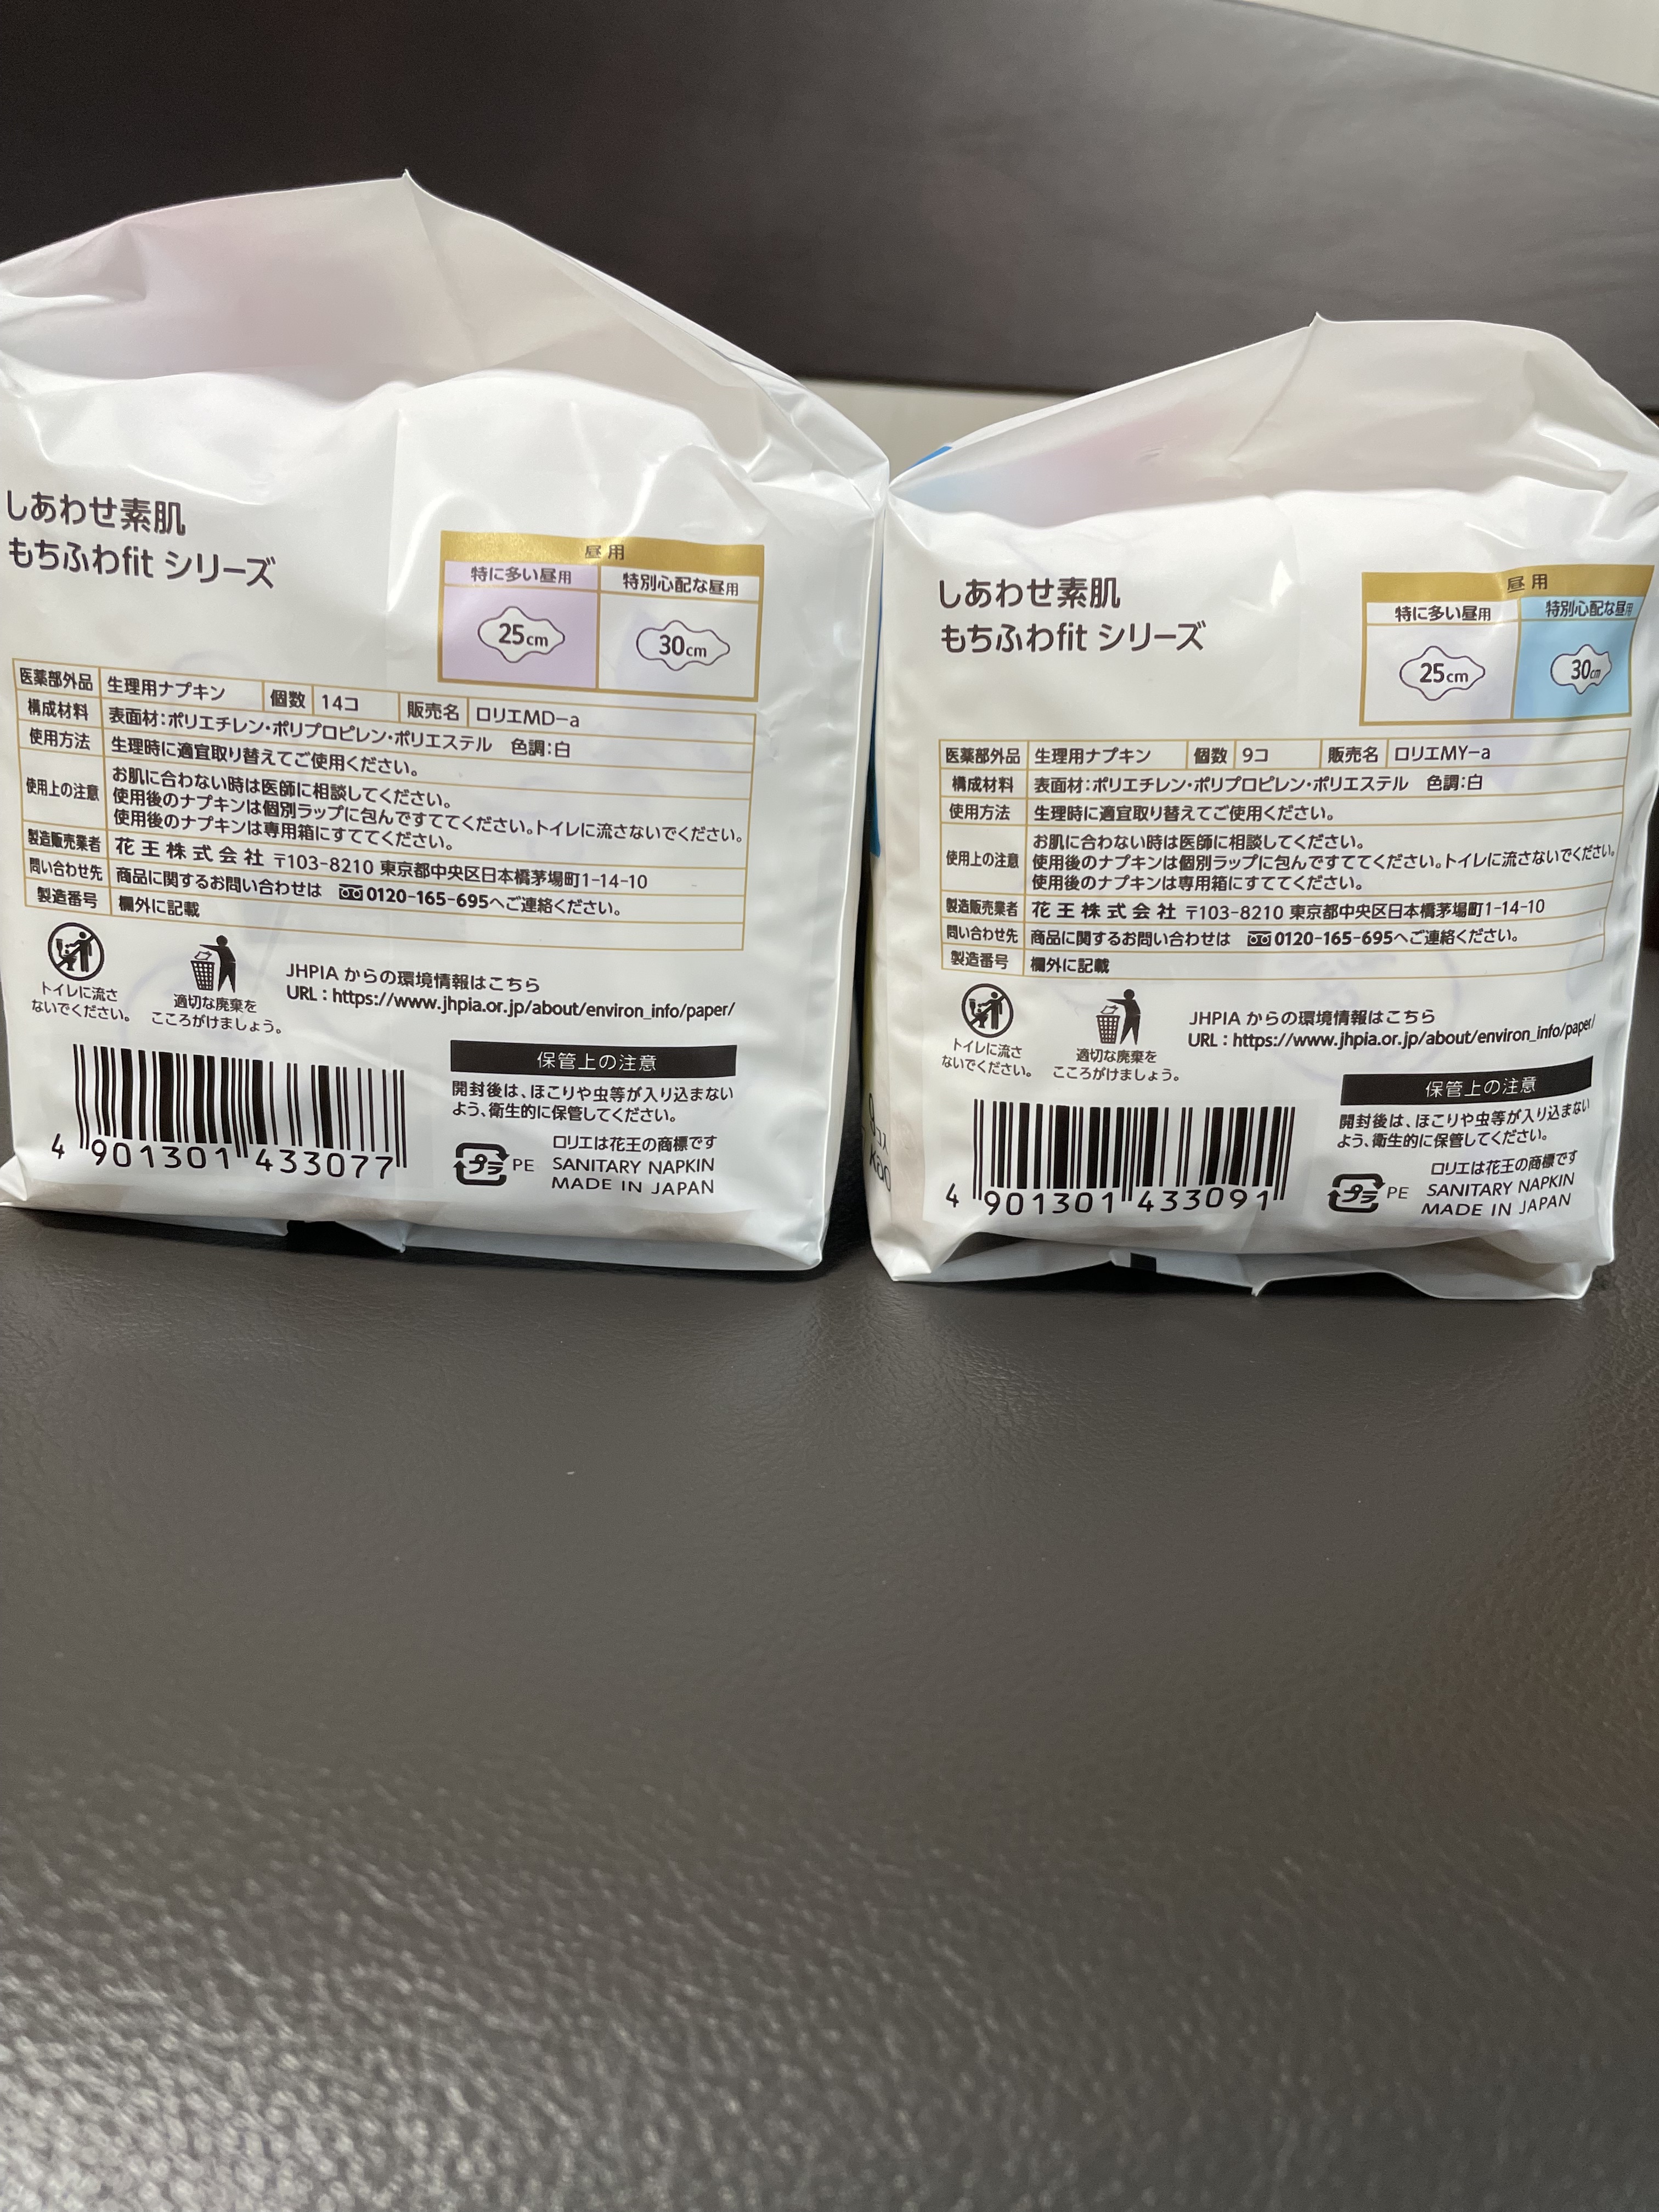 しあわせ素肌
もちふわfit シリーズ
昼用
特に多い昼用 特別心配な昼用
25cm 30cm
医薬部外品 生理用ナプキン 個数 14コ 販売名 ロリエMD-a
構成材料 表面材:ポリエチレン・ポリプロピレン・ポリエステル 色調:白
使用方法 生理時に適宜取り替えてご使用ください。
使用上の注意 お肌に合わない時は医師に相談してください。
使用後のナプキンは個別ラップに包んですててください。トイレに流さないでください。
使用後のナプキンは専用箱にすててください。
製造販売業者 花王株式会社 〒103-8210 東京都中央区日本橋茅場町1-14-10
問い合わせ先 商品に関するお問い合わせは 0120-165-695へご連絡ください。
製造番号 欄外に記載
トイレに流さ
ないでください。
適切な廃棄を
こころがけましょう。
JHPIA からの環境情報はこちら
URL:https://www.jhpia.or.jp/about/environ_info/paper/
保管上の注意
開封後は、ほこりや虫等が入り込まない
よう、衛生的に保管してください。
4 901301 433077
プラ PE
ロリエは花王の商標です
SANITARY NAPKIN
MADE IN JAPAN
しあわせ素肌
もちふわfit シリーズ
昼用
特に多い昼用 特別心配な昼用
25cm 30cm
医薬部外品 生理用ナプキン 個数 9コ 販売名 ロリエMY-a
構成材料 表面材:ポリエチレン・ポリプロピレン・ポリエステル 色調:白
使用方法 生理時に適宜取り替えてご使用ください。
使用上の注意 お肌に合わない時は医師に相談してください。
使用後のナプキンは個別ラップに包んですててください。トイレに流さないでください。
使用後のナプキンは専用箱にすててください。
製造販売業者 花王株式会社 〒103-8210 東京都中央区日本橋茅場町1-14-10
問い合わせ先 商品に関するお問い合わせは 0120-165-695へご連絡ください。
製造番号 欄外に記載
トイレに流さ
ないでください。
適切な廃棄を
こころがけましょう。
JHPIA からの環境情報はこちら
URL:https://www.jhpia.or.jp/about/environ_info/paper/
保管上の注意
開封後は、ほこりや虫等が入り込まない
よう、衛生的に保管してください。
4 901301 433091
プラ PE
ロリエは花王の商標です
SANITARY NAPKIN
MADE IN JAPAN
9コ入
kao